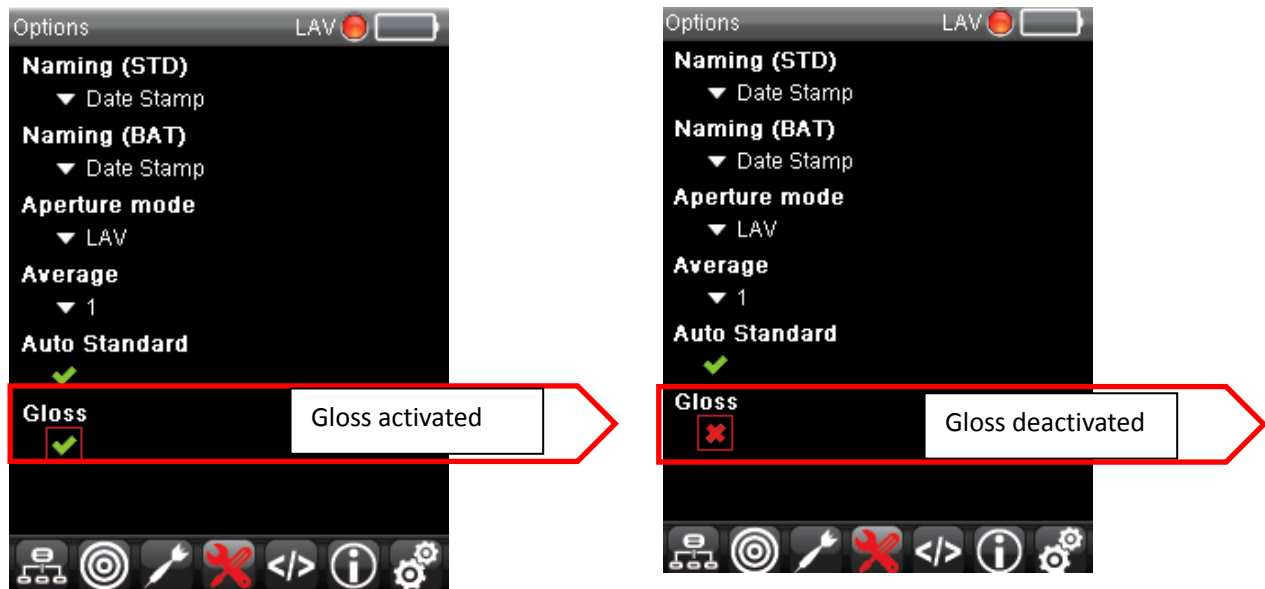 Options LAV
Naming (STD)
Date Stamp
Naming (BAT)
Date Stamp
Aperture mode
LAV
Average
1
Auto Standard
Gloss
Gloss activated
</>
Options LAV
Naming (STD)
Date Stamp
Naming (BAT)
Date Stamp
Aperture mode
LAV
Average
1
Auto Standard
Gloss
Gloss deactivated
</>